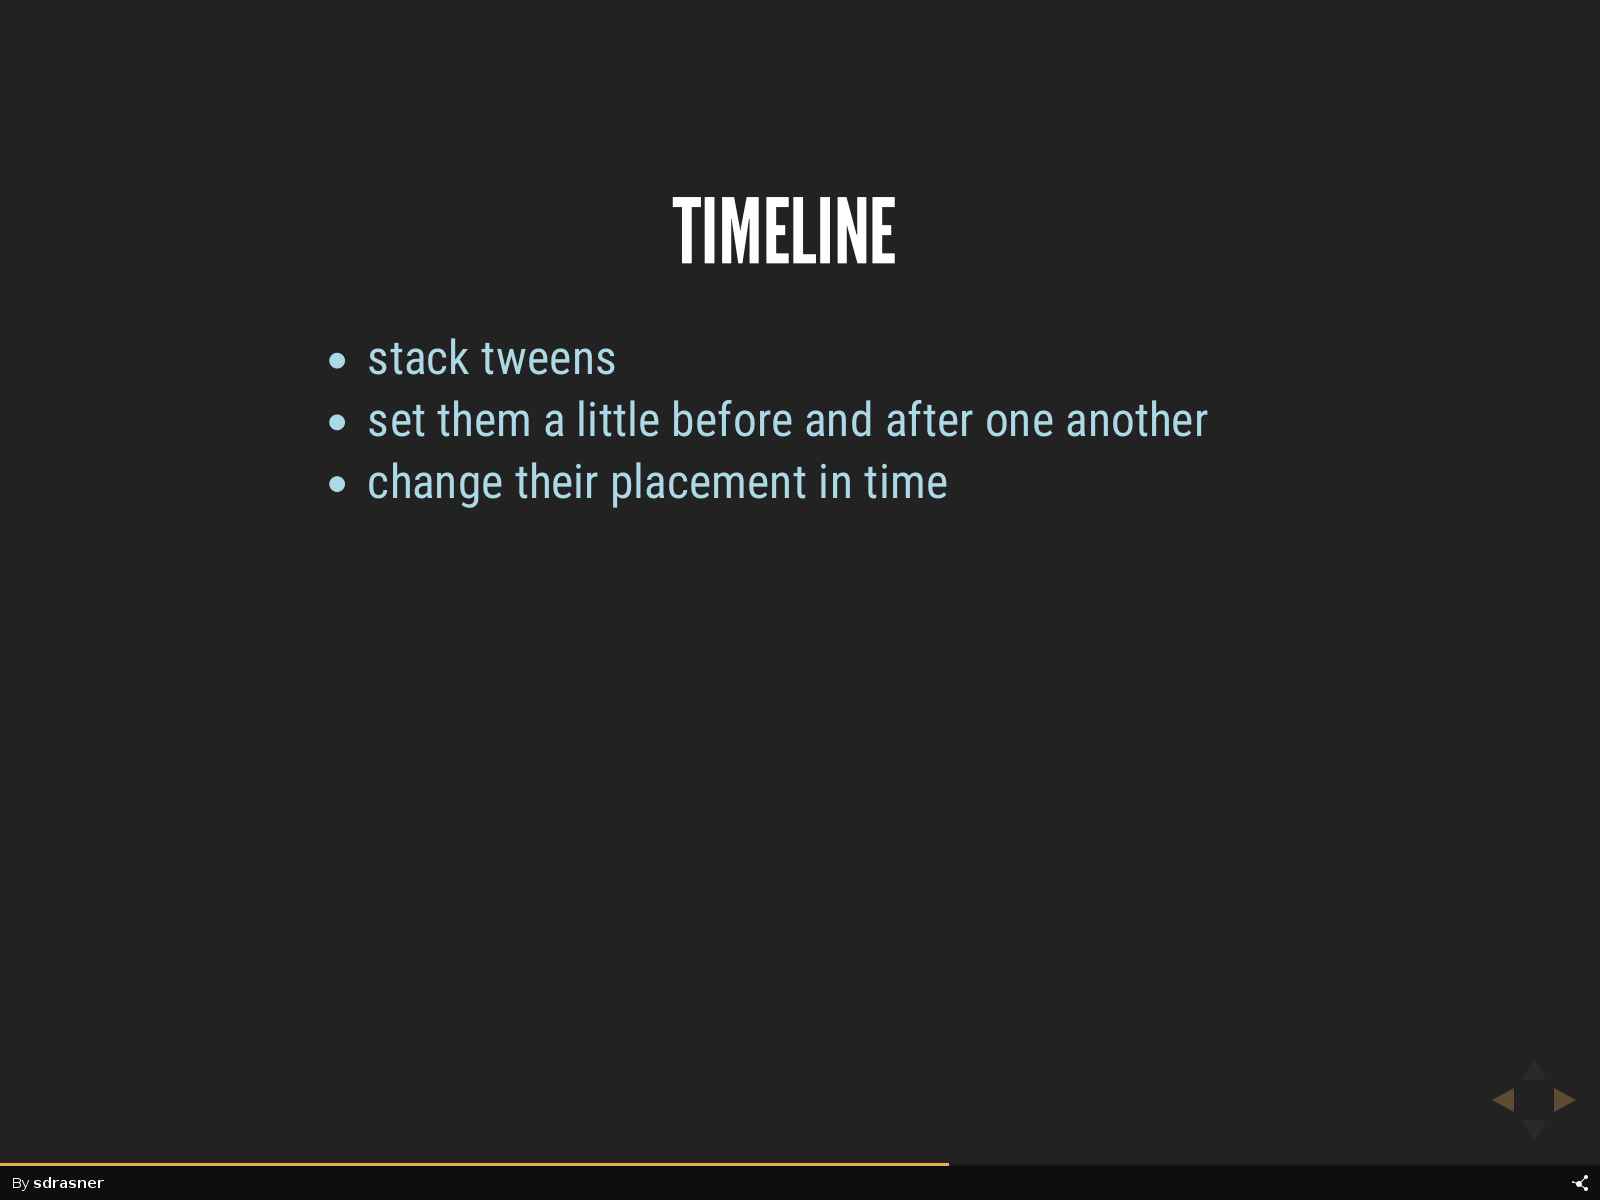 TIMELINE
stack tweens
set them a little before and after one another
change their placement in time
By sdrasner